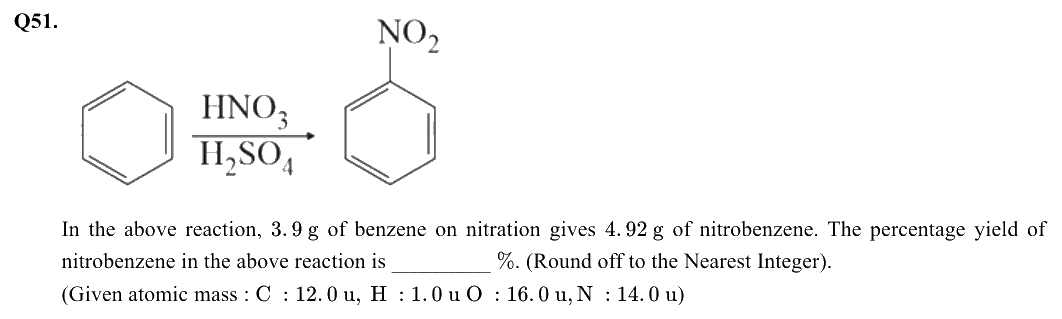 Q51.
NO₂
HNO₃
H₂SO₄
In the above reaction, 3.9 g of benzene on nitration gives 4.92 g of nitrobenzene. The percentage yield of
nitrobenzene in the above reaction is __________ %. (Round off to the Nearest Integer).
(Given atomic mass : C : 12.0 u, H : 1.0 u O : 16.0 u, N : 14.0 u)